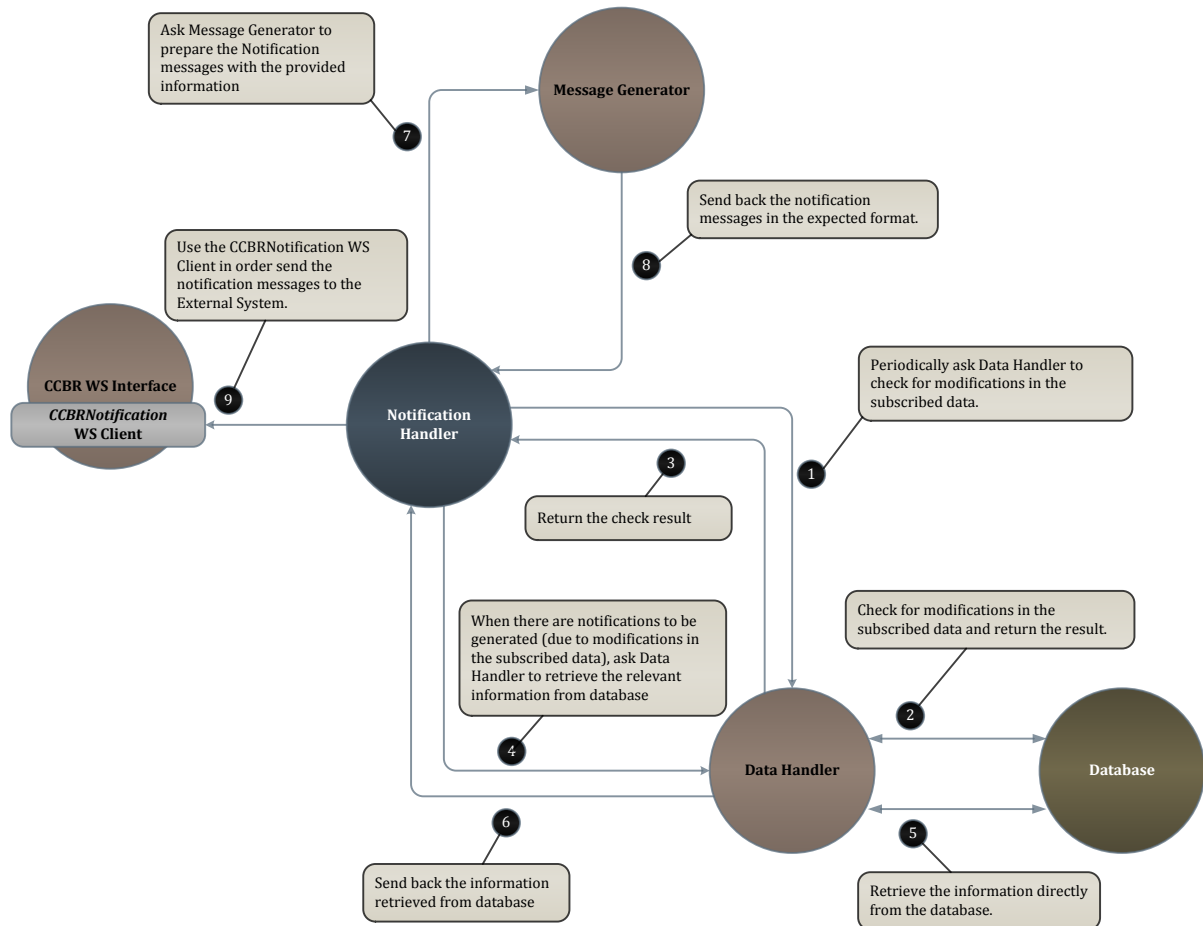 Ask Message Generator to
prepare the Notification
messages with the provided
information
Message Generator
7
Send back the notification
messages in the expected format.
8
Use the CCBRNotification WS
Client in order send the
notification messages to the
External System.
CCBR WS Interface
9
CCBRNotification
WS Client
Notification
Handler
Periodically ask Data Handler to
check for modifications in the
subscribed data.
3
1
Return the check result
When there are notifications to be
generated (due to modifications in
the subscribed data), ask Data
Handler to retrieve the relevant
information from database
Check for modifications in the
subscribed data and return the result.
2
4
Data Handler
Database
6
5
Send back the information
retrieved from database
Retrieve the information directly
from the database.